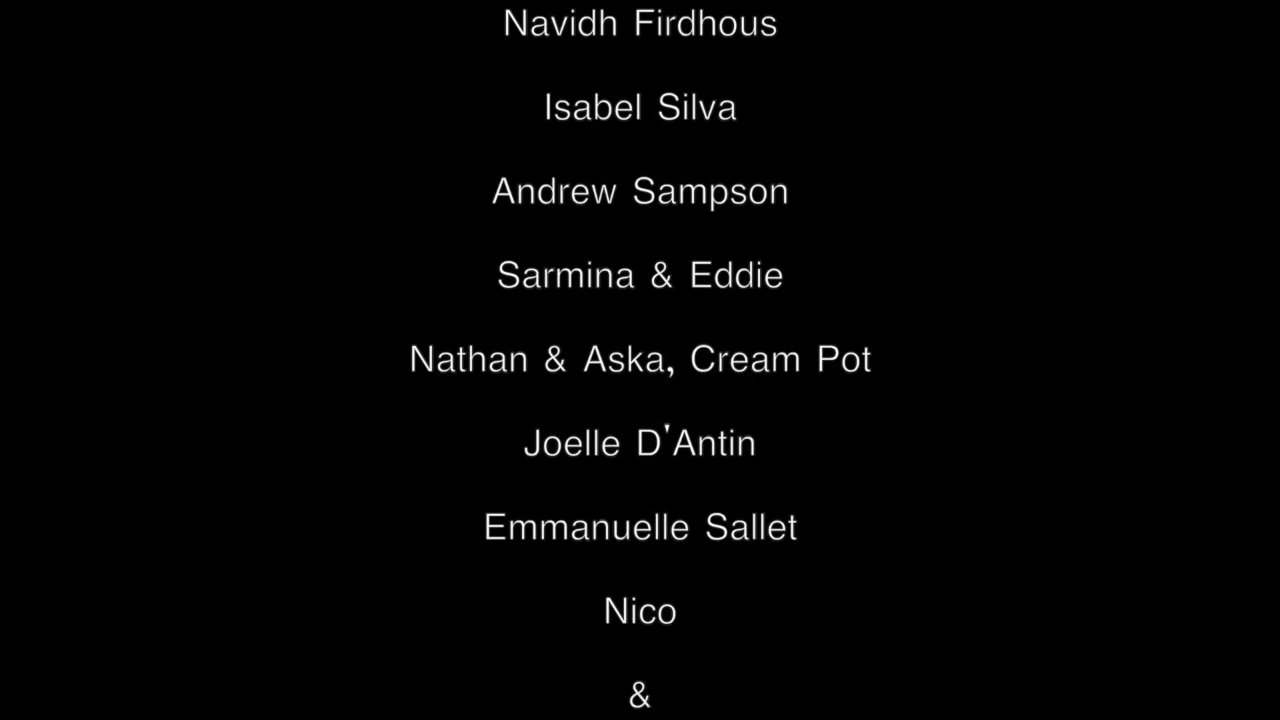 Navidh Firdhous
Isabel Silva
Andrew Sampson
Sarmina & Eddie
Nathan & Aska, Cream Pot
Joelle D'Antin
Emmanuelle Sallet
Nico
&